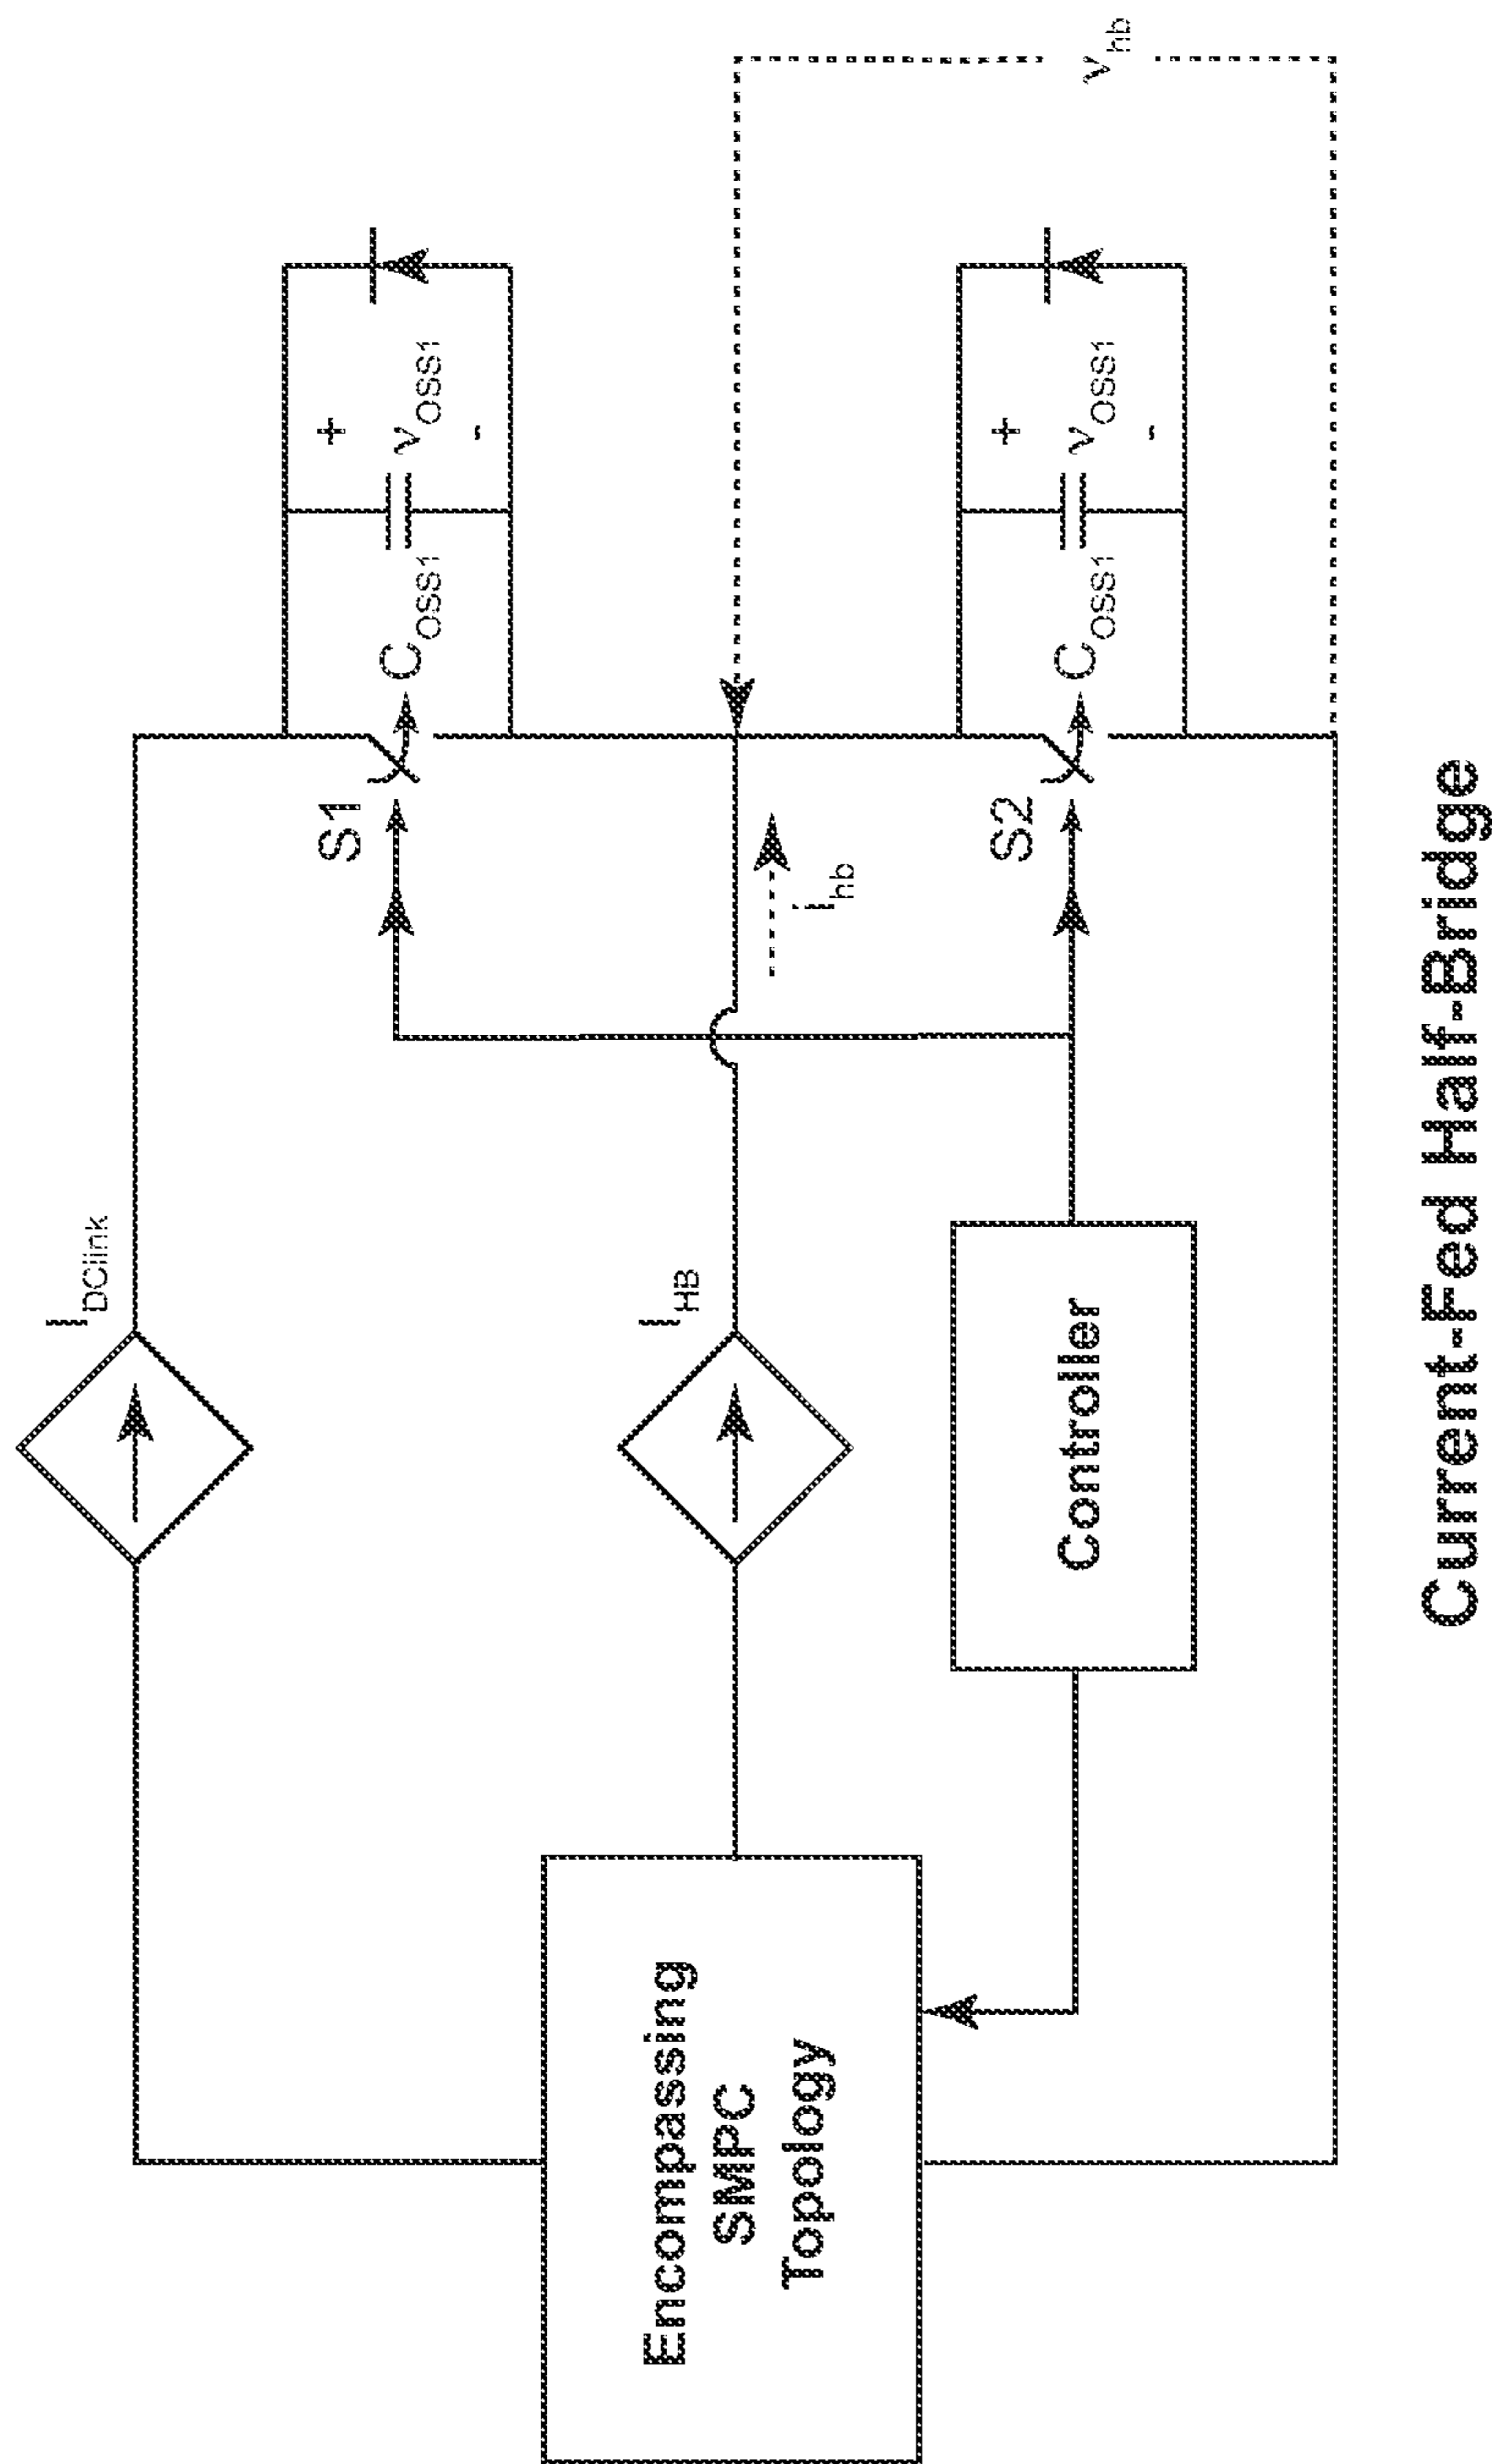 I_DClink
S1
C_OSS1
+
v_OSS1
-
I_HB
i_hb
v_hb
Encompassing
SMPC
Topology
Controller
S2
C_OSS1
+
v_OSS1
-
Current-Fed Half-Bridge